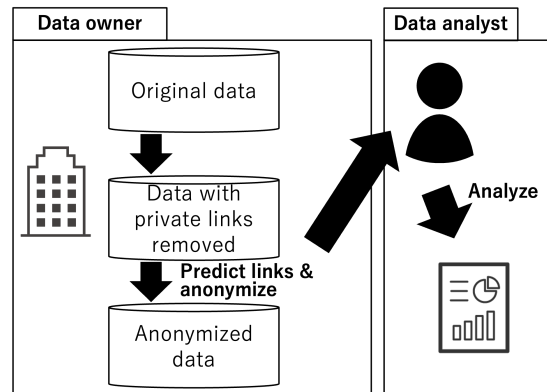 Data owner
Data analyst
Original data
Data with
private links
removed
Predict links &
anonymize
Anonymized
data
Analyze